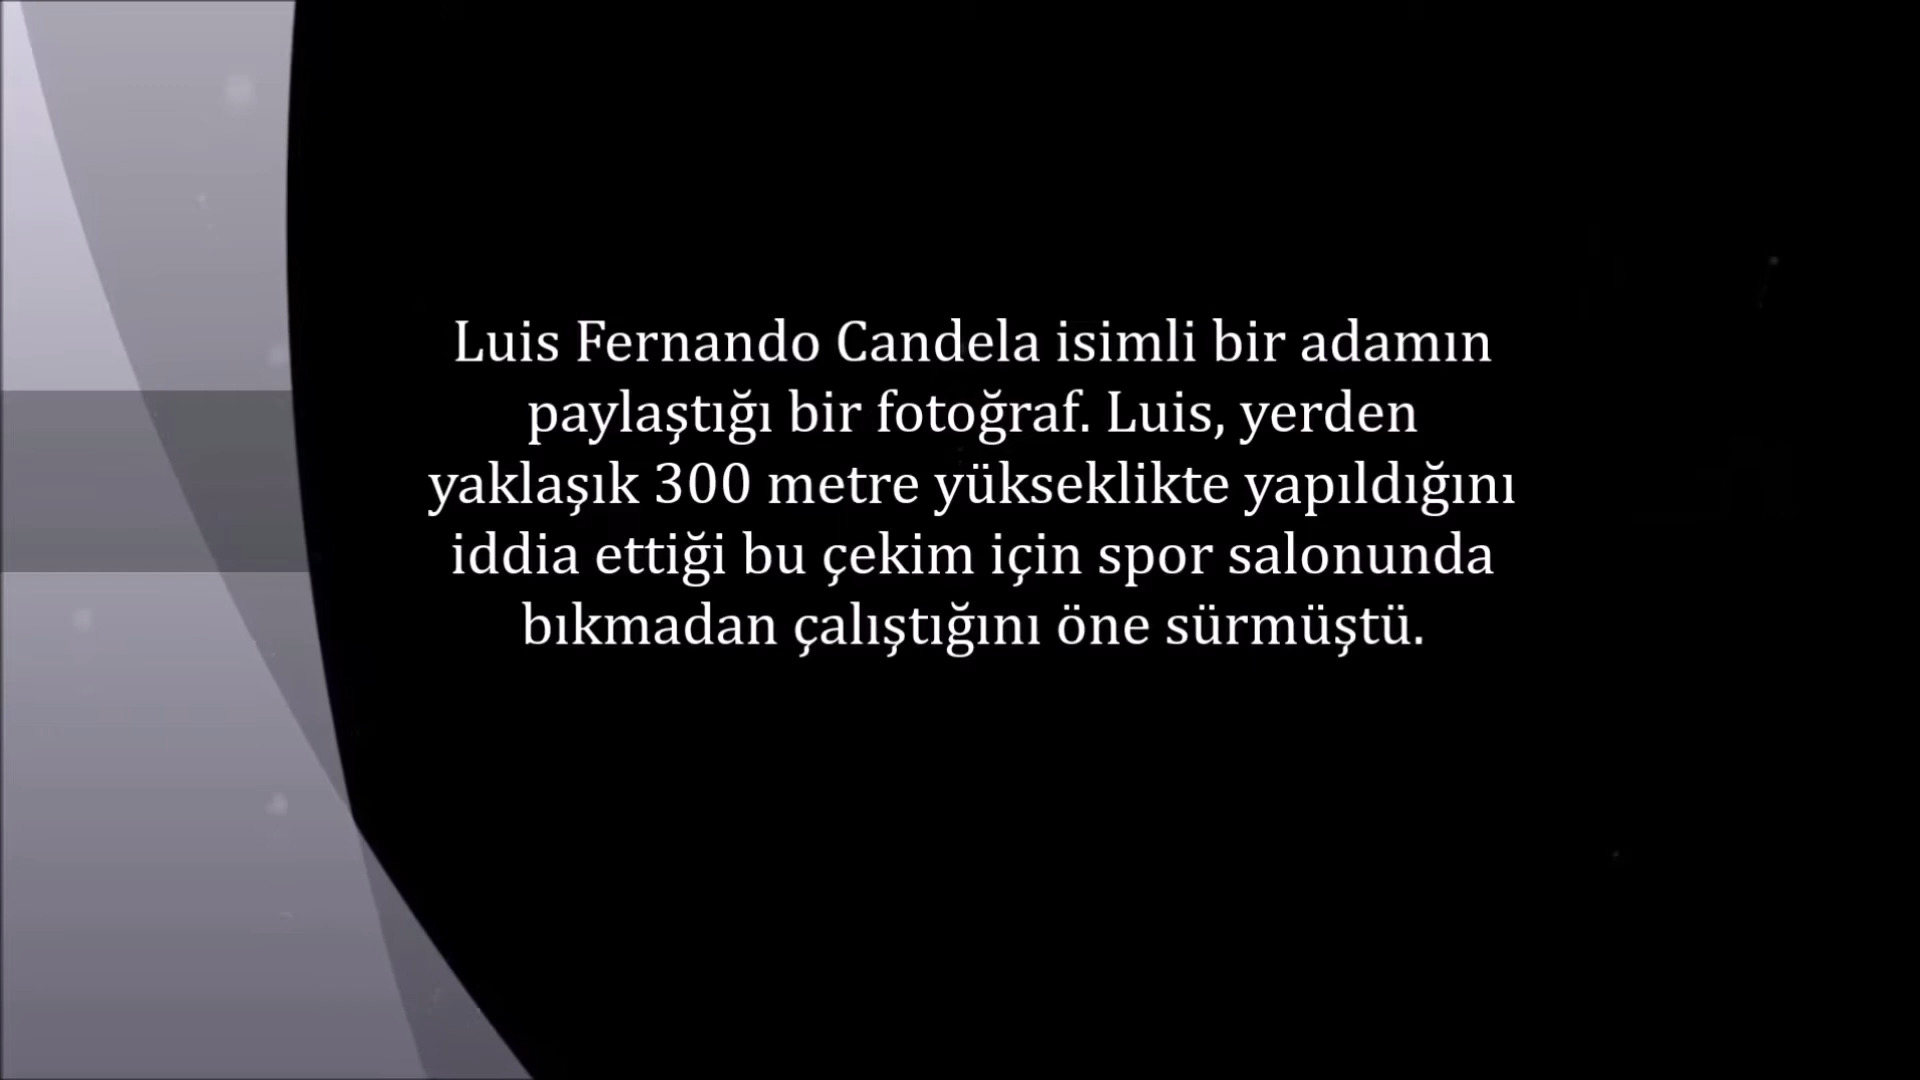 Luis Fernando Candela isimli bir adamın
paylaştığı bir fotoğraf. Luis, yerden
yaklaşık 300 metre yükseklikte yapıldığını
iddia ettiği bu çekim için spor salonunda
bıkmadan çalıştığını öne sürmüştü.